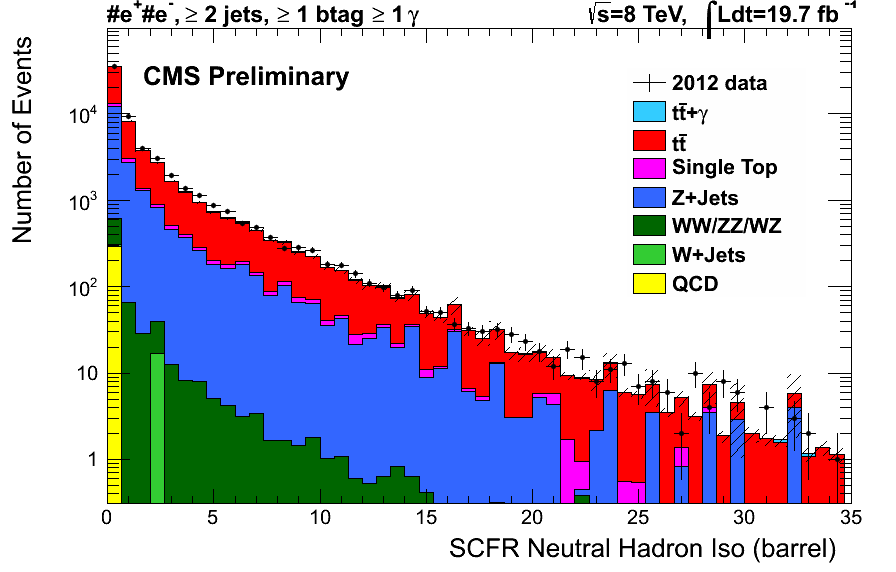 #e⁺#e⁻, ≥ 2 jets, ≥ 1 btag ≥ 1 γ
√s=8 TeV, ∫Ldt=19.7 fb⁻¹
CMS Preliminary
2012 data
tt̄+γ
tt̄
Single Top
Z+Jets
WW/ZZ/WZ
W+Jets
QCD
Number of Events
10⁴
10³
10²
10
1
0 5 10 15 20 25 30 35
SCFR Neutral Hadron Iso (barrel)